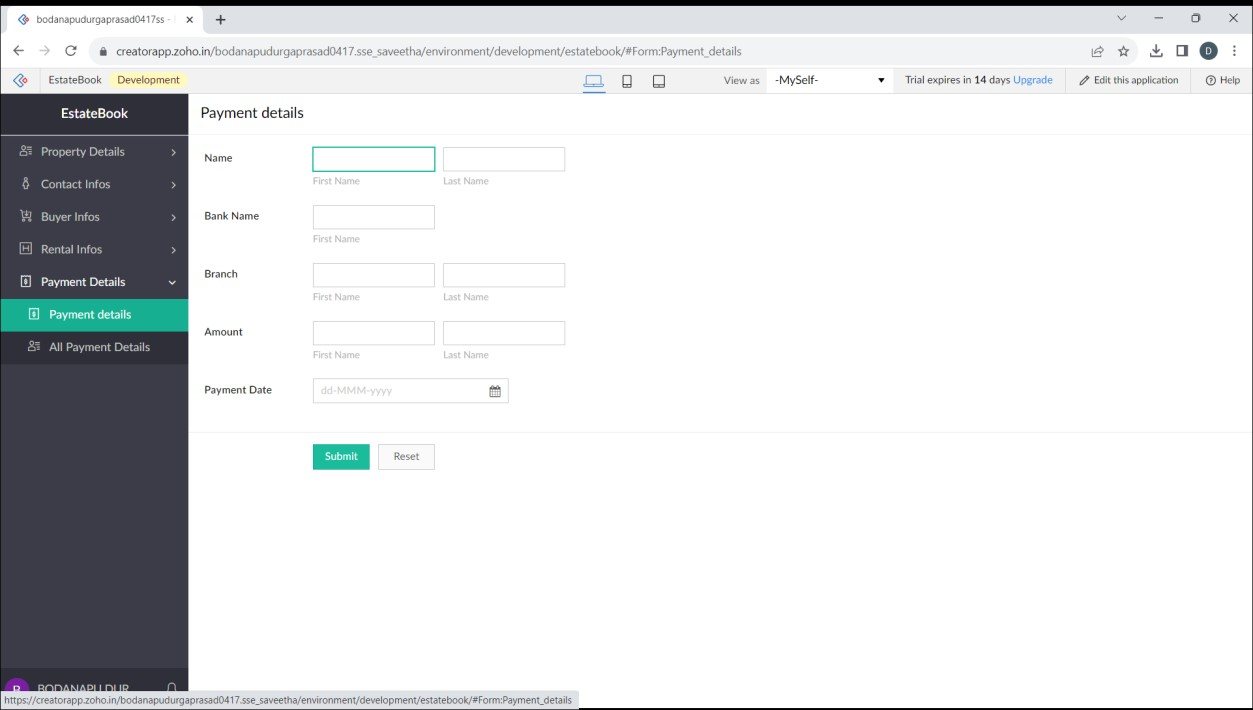 bodanapudurgaprasad0417ss -
creatorapp.zoho.in/bodanapudurgaprasad0417.sse_saveetha/environment/development/estatebook/#Form:Payment_details
D
EstateBook Development View as -MySelf- Trial expires in 14 days Upgrade Edit this application Help
EstateBook
Payment details
Property Details
Contact Infos
Buyer Infos
Rental Infos
Payment Details
Payment details
All Payment Details
Name
First Name Last Name
Bank Name
First Name
Branch
First Name Last Name
Amount
First Name Last Name
Payment Date dd-MMM-yyyy
Submit Reset
B BODANAPU DUR
https://creatorapp.zoho.in/bodanapudurgaprasad0417.sse_saveetha/environment/development/estatebook/#Form:Payment_details